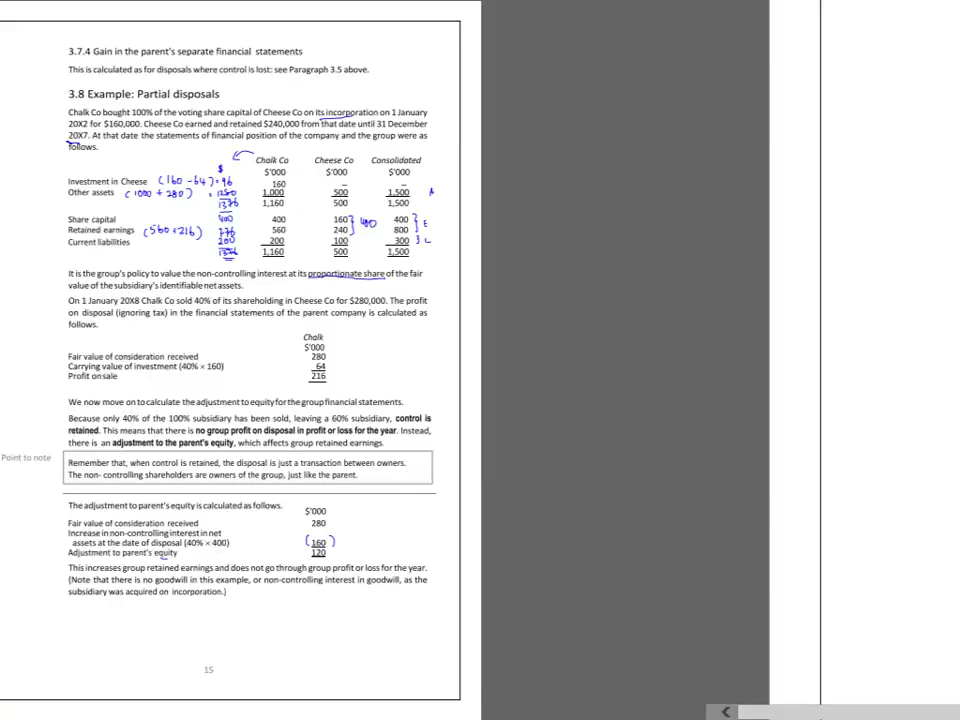 3.7.4 Gain in the parent's separate financial statements
This is calculated as for disposals where control is lost: see Paragraph 3.5 above.
3.8 Example: Partial disposals
Chalk Co bought 100% of the voting share capital of Cheese Co on its incorporation on 1 January
20X2 for $160,000. Cheese Co earned and retained $240,000 from that date until 31 December
20X7. At that date the statements of financial position of the company and the group were as
follows.
$ Chalk Co Cheese Co Consolidated
$'000 $'000 $'000
Investment in Cheese (160 - 64) = 96 160 – –
Other assets (1000 + 280) = 1280 1,000 500 1,500 A
1376 1,160 500 1,500
Share capital 400 400 160 400 400 E
Retained earnings (560 + 216) 776 560 240 800
Current liabilities 200 200 100 300 L
1376 1,160 500 1,500
It is the group's policy to value the non-controlling interest at its proportionate share of the fair
value of the subsidiary's identifiable net assets.
On 1 January 20X8 Chalk Co sold 40% of its shareholding in Cheese Co for $280,000. The profit
on disposal (ignoring tax) in the financial statements of the parent company is calculated as
follows.
Chalk
$'000
Fair value of consideration received 280
Carrying value of investment (40% × 160) 64
Profit on sale 216
We now move on to calculate the adjustment to equity for the group financial statements.
Because only 40% of the 100% subsidiary has been sold, leaving a 60% subsidiary, control is
retained. This means that there is no group profit on disposal in profit or loss for the year. Instead,
there is an adjustment to the parent's equity, which affects group retained earnings.
Point to note
Remember that, when control is retained, the disposal is just a transaction between owners.
The non- controlling shareholders are owners of the group, just like the parent.
The adjustment to parent's equity is calculated as follows.
$'000
Fair value of consideration received 280
Increase in non-controlling interest in net
assets at the date of disposal (40% × 400) (160)
Adjustment to parent's equity 120
This increases group retained earnings and does not go through group profit or loss for the year.
(Note that there is no goodwill in this example, or non-controlling interest in goodwill, as the
subsidiary was acquired on incorporation.)
15